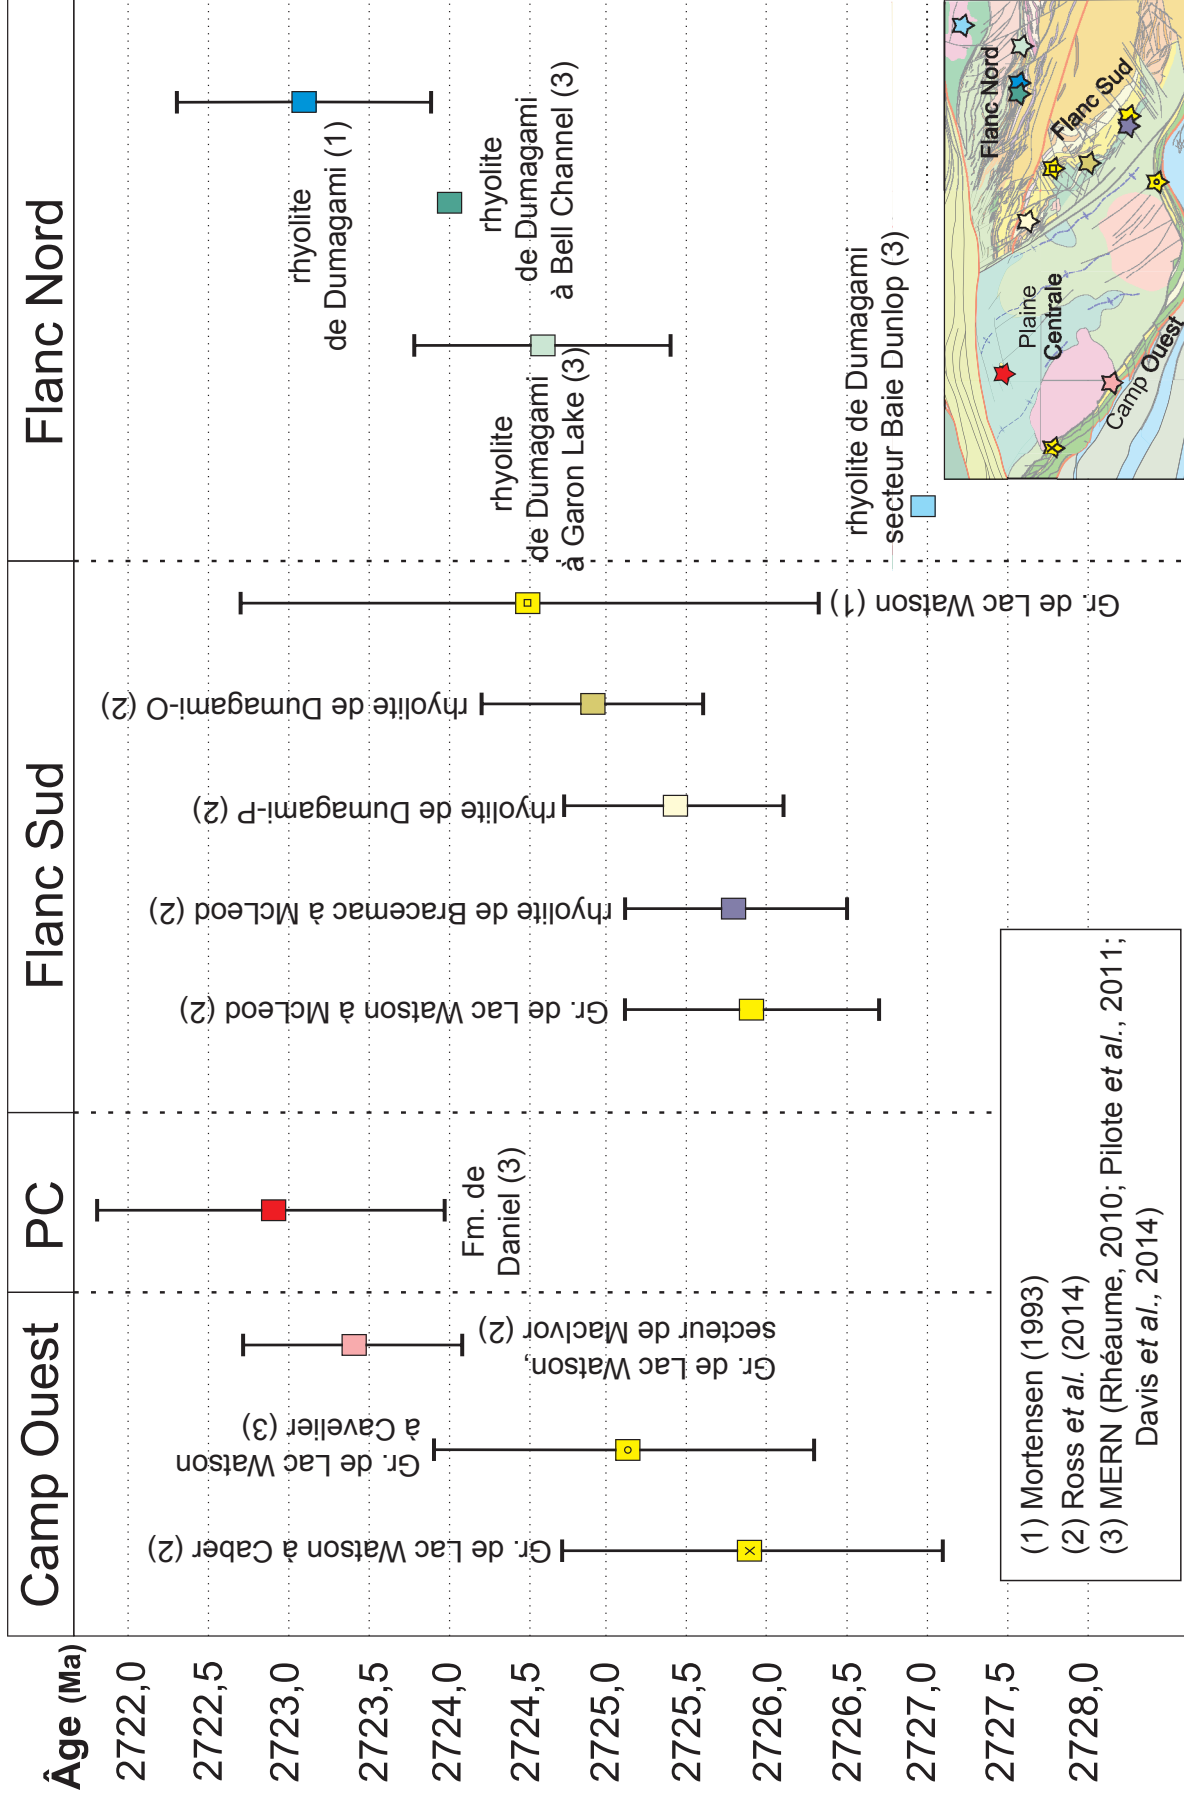 Camp Ouest
PC
Flanc Sud
Flanc Nord
Âge (Ma)
2722,0
2722,5
2723,0
2723,5
2724,0
2724,5
2725,0
2725,5
2726,0
2726,5
2727,0
2727,5
2728,0
Gr. de Lac Watson à Caber (2)
Gr. de Lac Watson
à Cavelier (3)
Gr. de Lac Watson,
secteur de MacIvor (2)
Fm. de
Daniel (3)
Gr. de Lac Watson à McLeod (2)
rhyolite de Bracemac à McLeod (2)
rhyolite de Dumagami-P (2)
rhyolite de Dumagami-O (2)
Gr. de Lac Watson (1)
rhyolite de Dumagami
secteur Baie Dunlop (3)
rhyolite
de Dumagami
à Garon Lake (3)
rhyolite
de Dumagami
à Bell Channel (3)
rhyolite
de Dumagami (1)
(1) Mortensen (1993)
(2) Ross et al. (2014)
(3) MERN (Rhéaume, 2010; Pilote et al., 2011;
Davis et al., 2014)
Flanc Nord
Flanc Sud
Plaine
Centrale
Camp Ouest